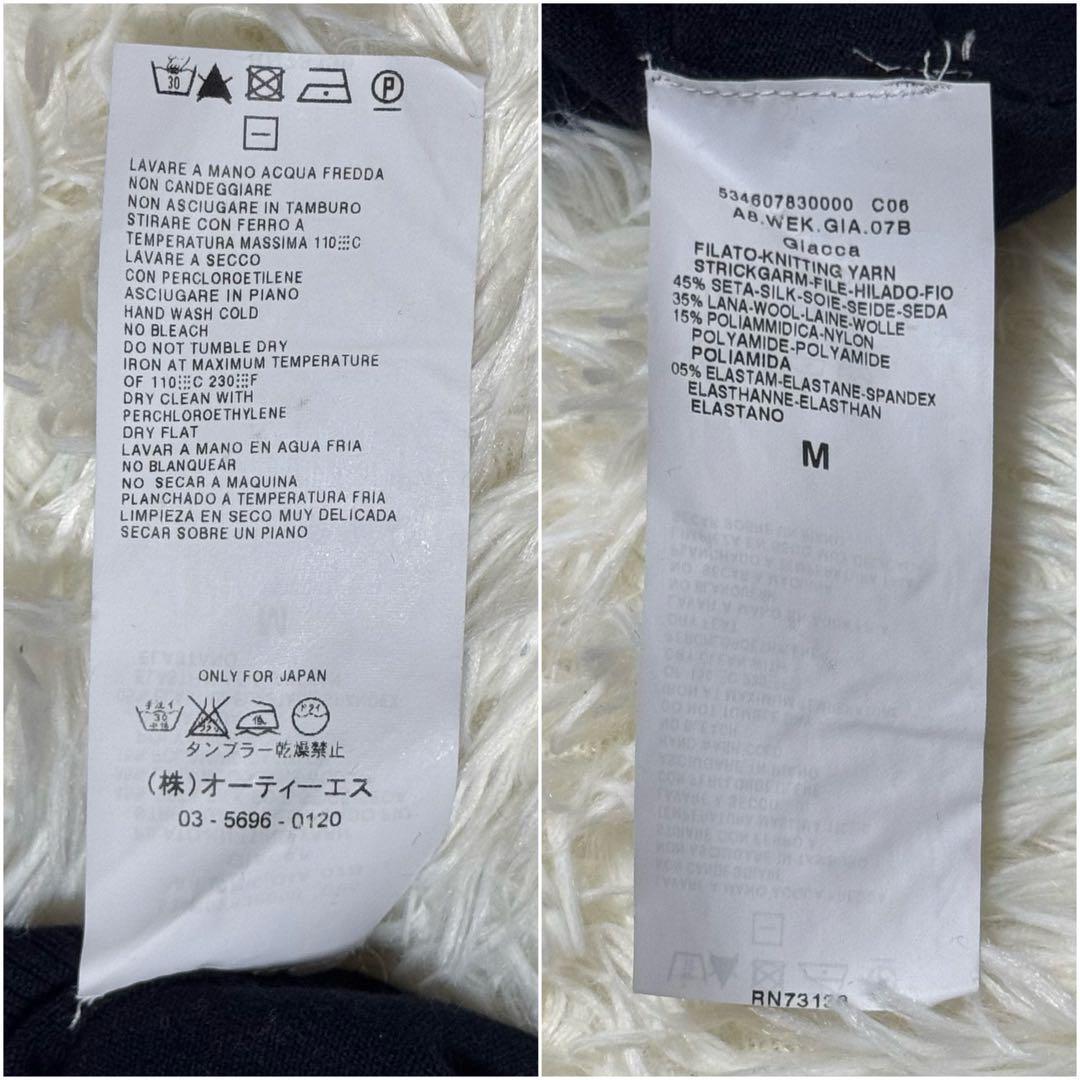 30
P
LAVARE A MANO ACQUA FREDDA
NON CANDEGGIARE
NON ASCIUGARE IN TAMBURO
STIRARE CON FERRO A
TEMPERATURA MASSIMA 110 C
LAVARE A SECCO
CON PERCLOROETILENE
ASCIUGARE IN PIANO
HAND WASH COLD
NO BLEACH
DO NOT TUMBLE DRY
IRON AT MAXIMUM TEMPERATURE
OF 110 C 230 F
DRY CLEAN WITH
PERCHLOROETHYLENE
DRY FLAT
LAVAR A MANO EN AGUA FRIA
NO BLANQUEAR
NO SECAR A MAQUINA
PLANCHADO A TEMPERATURA FRIA
LIMPIEZA EN SECO MUY DELICADA
SECAR SOBRE UN PIANO
ONLY FOR JAPAN
30
低
ドライ
タンブラー乾燥禁止
(株)オーティーエス
03-5696-0120
534607830000 C06
A8.WEK.GIA.07B
Giacca
FILATO-KNITTING YARN
STRICKGARM-FILE-HILADO-FIO
45% SETA-SILK-SOIE-SEIDE-SEDA
35% LANA-WOOL-LAINE-WOLLE
15% POLIAMMIDICA-NYLON
POLYAMIDE-POLYAMIDE
POLIAMIDA
05% ELASTAM-ELASTANE-SPANDEX
ELASTHANNE-ELASTHAN
ELASTANO
M